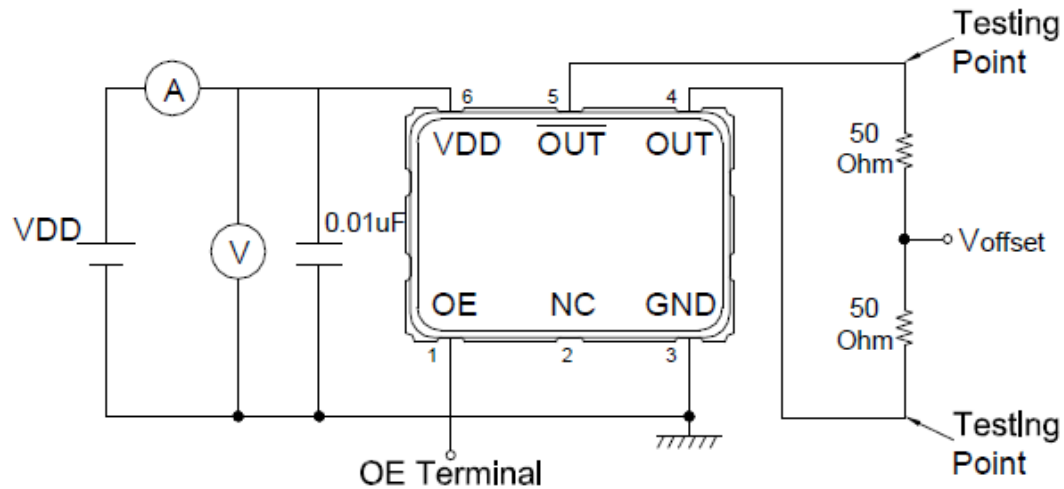 Testing
Point
A
6
5
4
VDD
OUT
OUT
50
Ohm
VDD
0.01uF
V
Voffset
OE
NC
GND
50
Ohm
1
2
3
OE Terminal
TestIng
Point